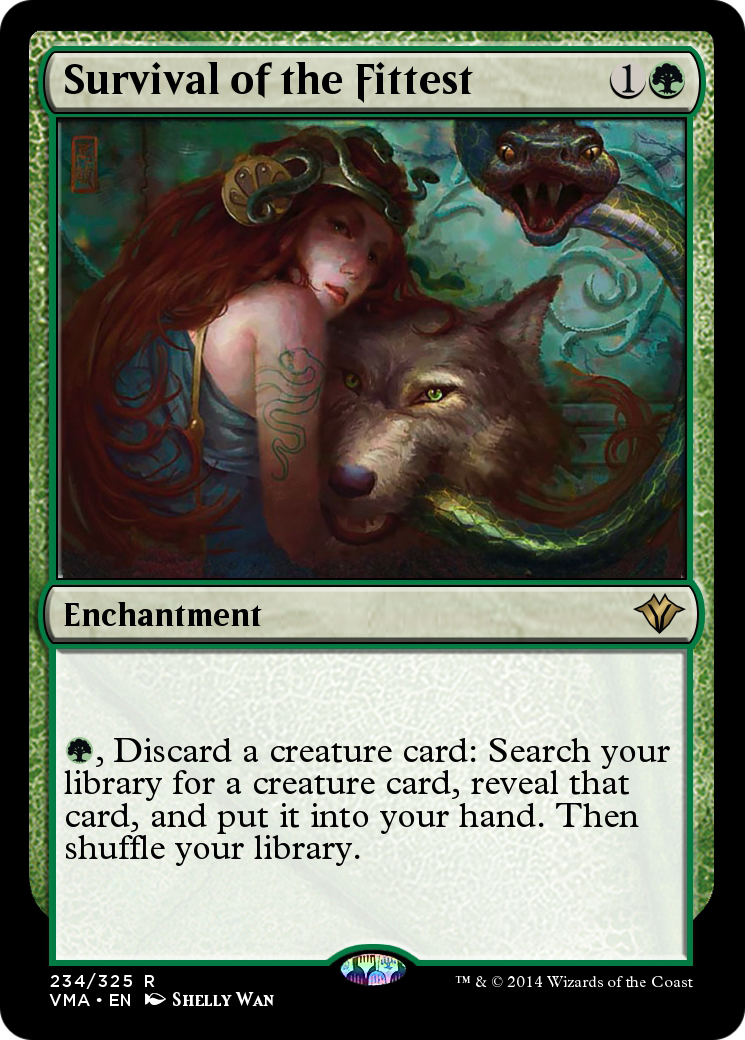 Survival of the Fittest 1
Enchantment
, Discard a creature card: Search your
library for a creature card, reveal that
card, and put it into your hand. Then
shuffle your library.
234/325 R
VMA • EN Shelly Wan
™ & © 2014 Wizards of the Coast